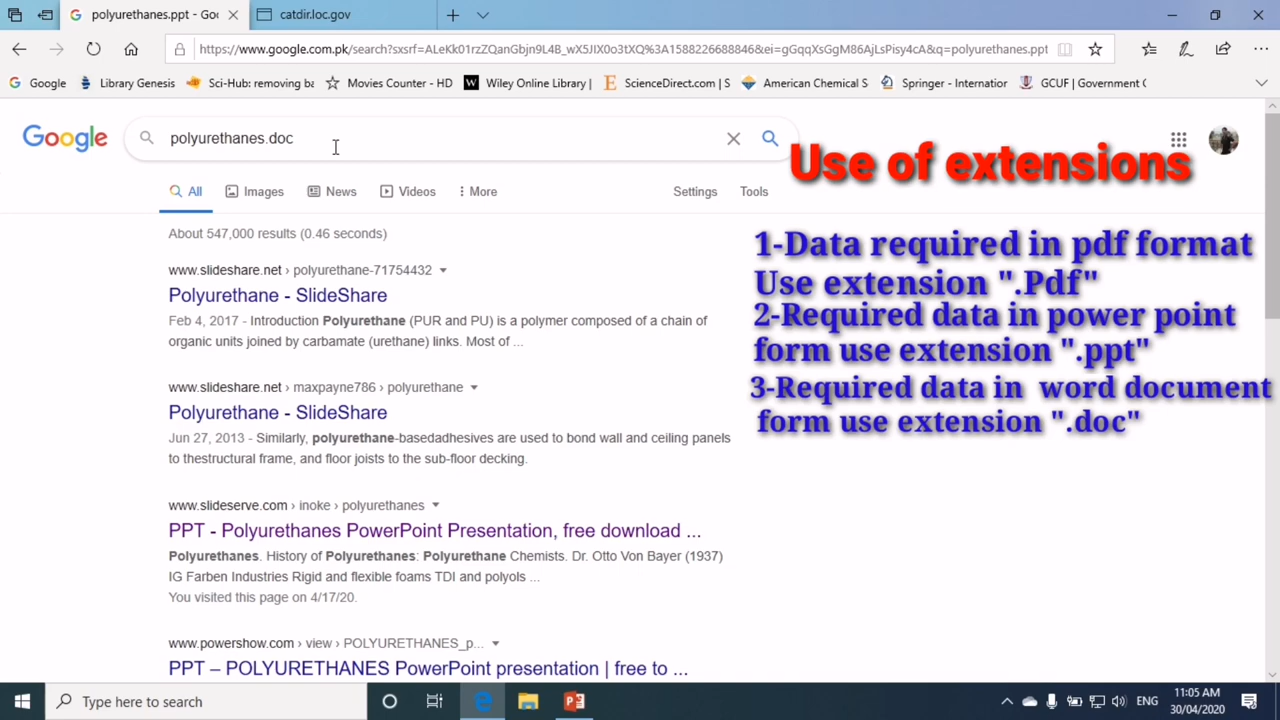 polyurethanes.ppt - Goo
catdir.loc.gov
https://www.google.com.pk/search?sxsrf=ALeKk01rzZQanGbjn9L4B_wX5JIX0o3tXQ%3A1588226688846&ei=gGqqXsGgM86AjLsPisy4cA&q=polyurethanes.ppt
Google
Library Genesis
Sci-Hub: removing ba
Movies Counter - HD
W Wiley Online Library |
ScienceDirect.com | S
American Chemical S
Springer - Internatior
GCUF | Government C
Google
polyurethanes.doc
Use of extensions
All
Images
News
Videos
More
Settings
Tools
About 547,000 results (0.46 seconds)
1-Data required in pdf format
Use extension ".Pdf"
2-Required data in power point
form use extension ".ppt"
3-Required data in word document
form use extension ".doc"
www.slideshare.net › polyurethane-71754432
Polyurethane - SlideShare
Feb 4, 2017 - Introduction Polyurethane (PUR and PU) is a polymer composed of a chain of
organic units joined by carbamate (urethane) links. Most of ...
www.slideshare.net › maxpayne786 › polyurethane
Polyurethane - SlideShare
Jun 27, 2013 - Similarly, polyurethane-basedadhesives are used to bond wall and ceiling panels
to thestructural frame, and floor joists to the sub-floor decking.
www.slideserve.com › inoke › polyurethanes
PPT - Polyurethanes PowerPoint Presentation, free download ...
Polyurethanes. History of Polyurethanes: Polyurethane Chemists. Dr. Otto Von Bayer (1937)
IG Farben Industries Rigid and flexible foams TDI and polyols ...
You visited this page on 4/17/20.
www.powershow.com › view › POLYURETHANES_p...
PPT – POLYURETHANES PowerPoint presentation | free to ...
Type here to search
ENG
11:05 AM
30/04/2020